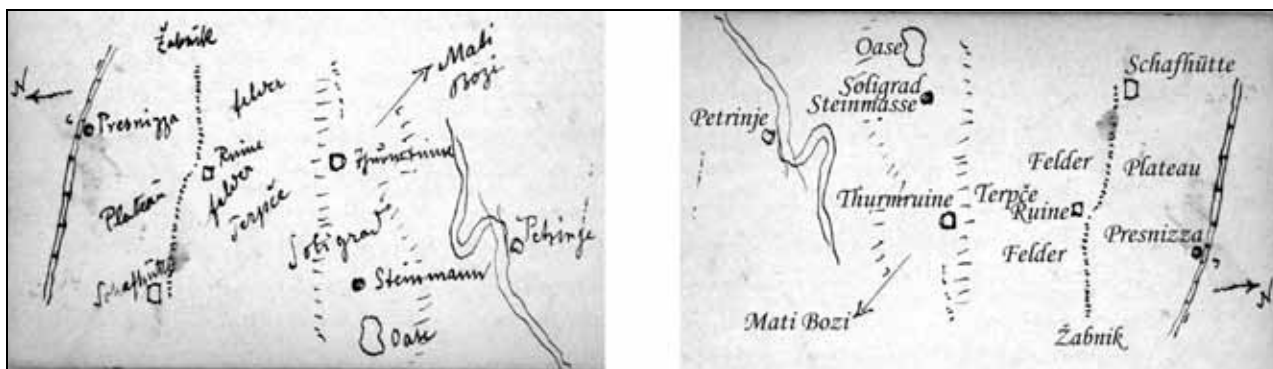 Žabnik
N
Presnizza
felder
Mati
Bozi
Ruine
Thurmruine
Plateau
felder
Terpče
Soligrad
Petrinje
Schafhütte
Steinmann
Oase
Oase
Schafhütte
Soligrad
Steinmasse
Petrinje
Felder
Plateau
Thurmruine
Terpče
Ruine
Presnizza
Felder
N
Mati Bozi
Žabnik